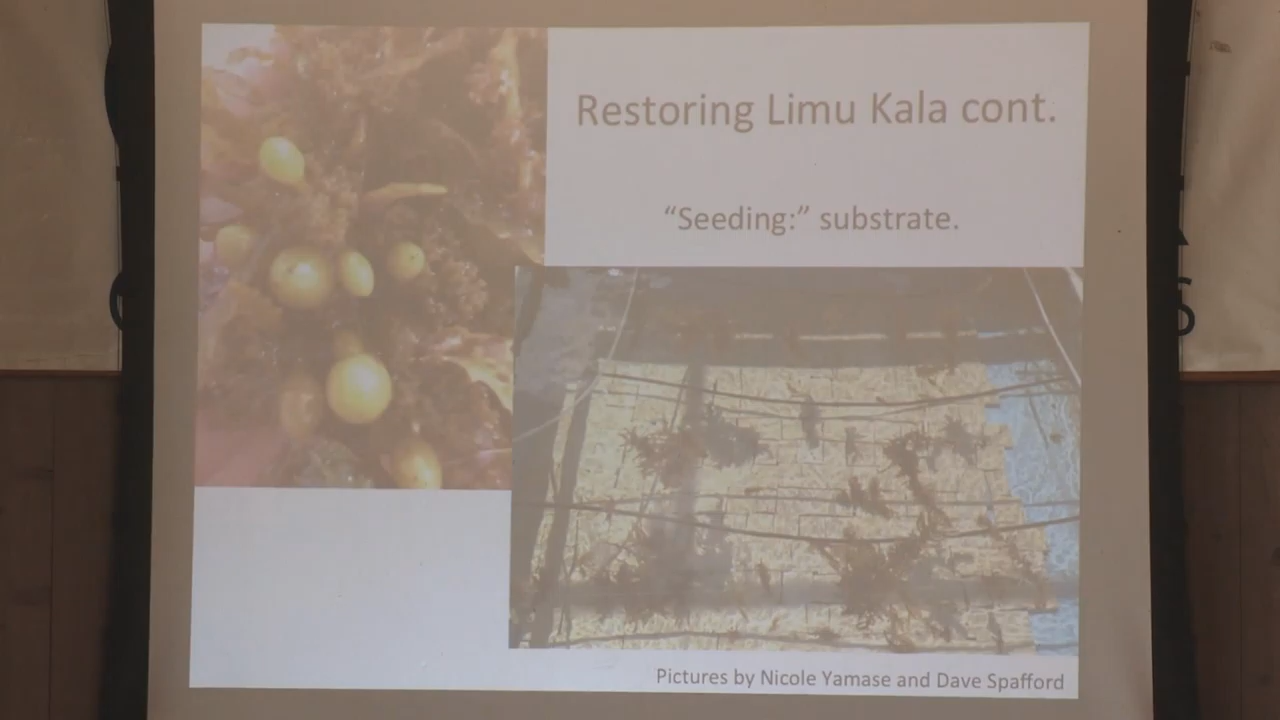 Restoring Limu Kala cont.
“Seeding:” substrate.
Pictures by Nicole Yamase and Dave Spafford